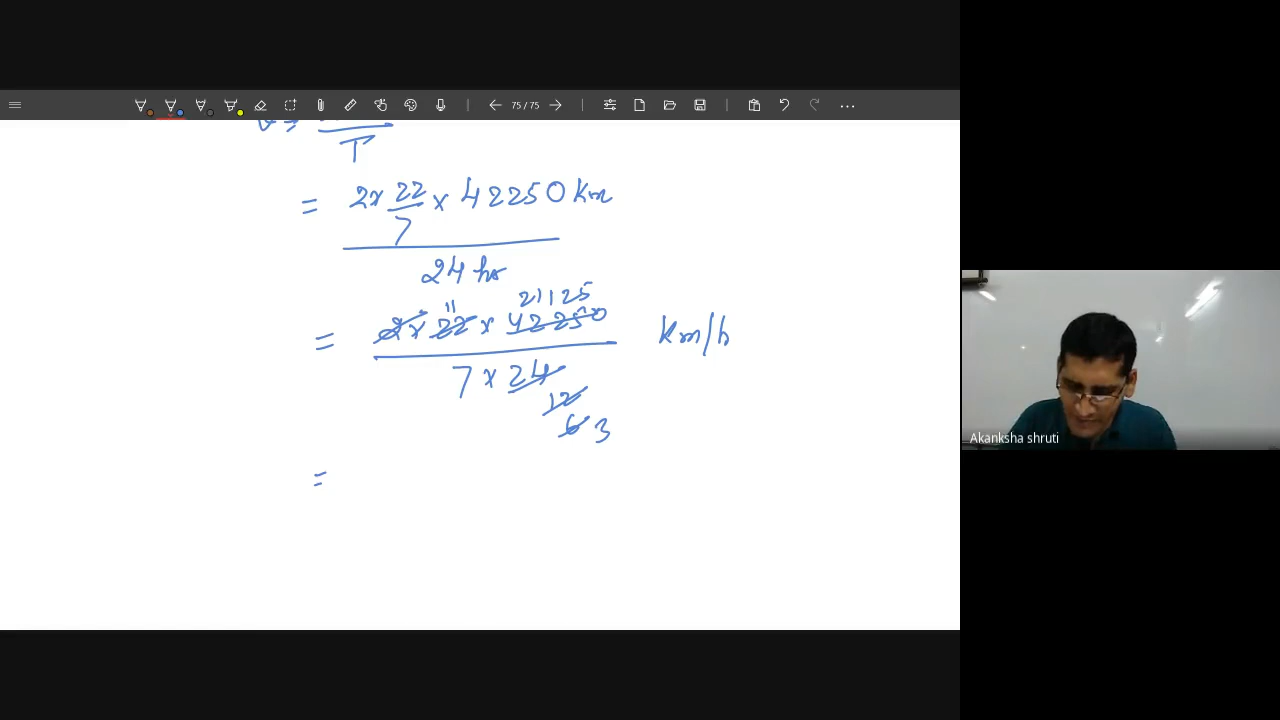 75 / 75
T
= 2 x 22/7 x 42250 km
24 hr
11 21125
= 2 x 22 x 42250 km/h
7 x 24
12
6 3
=
Akanksha shruti